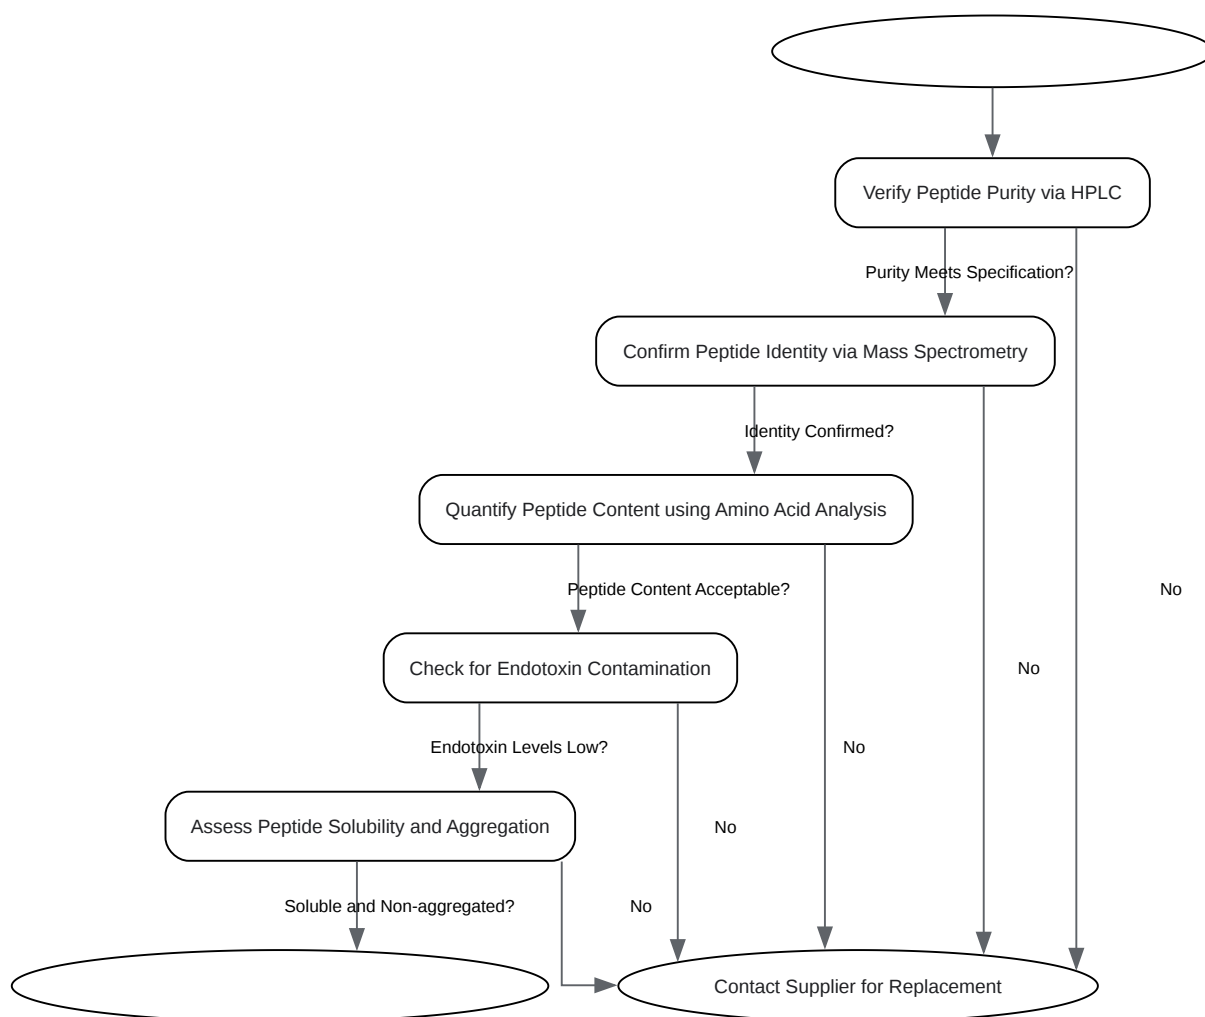 Verify Peptide Purity via HPLC
Purity Meets Specification?
Confirm Peptide Identity via Mass Spectrometry
Identity Confirmed?
Quantify Peptide Content using Amino Acid Analysis
Peptide Content Acceptable?
No
Check for Endotoxin Contamination
No
Endotoxin Levels Low?
No
Assess Peptide Solubility and Aggregation
No
Soluble and Non-aggregated?
No
Contact Supplier for Replacement